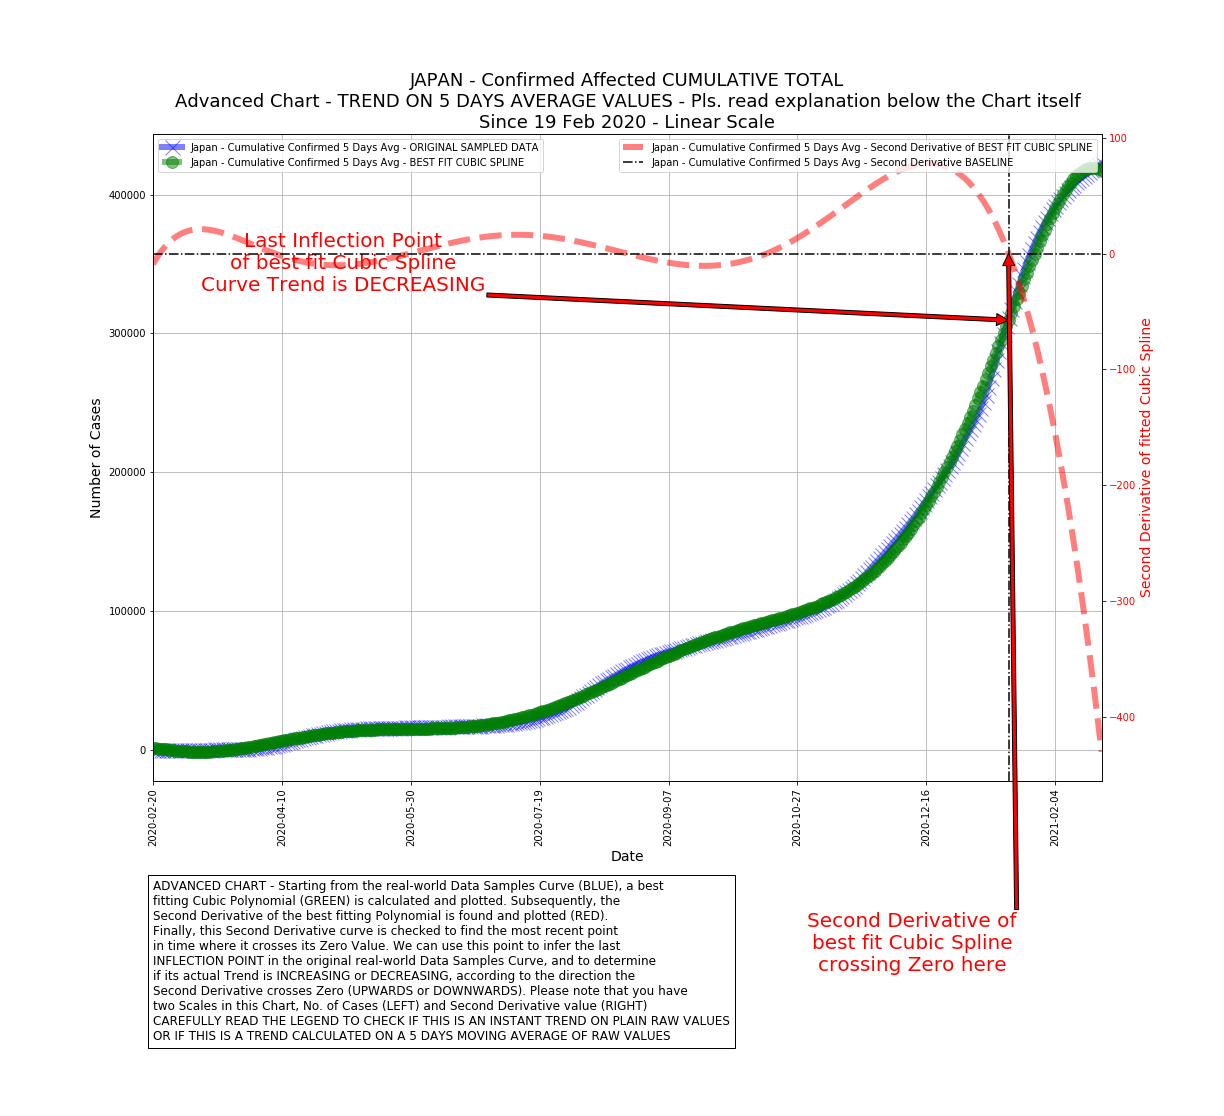 JAPAN - Confirmed Affected CUMULATIVE TOTAL
Advanced Chart - TREND ON 5 DAYS AVERAGE VALUES - Pls. read explanation below the Chart itself
Since 19 Feb 2020 - Linear Scale
Japan - Cumulative Confirmed 5 Days Avg - ORIGINAL SAMPLED DATA
Japan - Cumulative Confirmed 5 Days Avg - BEST FIT CUBIC SPLINE
Japan - Cumulative Confirmed 5 Days Avg - Second Derivative of BEST FIT CUBIC SPLINE
Japan - Cumulative Confirmed 5 Days Avg - Second Derivative BASELINE
Last Inflection Point
of best fit Cubic Spline
Curve Trend is DECREASING
Number of Cases
400000
300000
200000
100000
0
100
0
−100
−200
−300
−400
Second Derivative of fitted Cubic Spline
2020-02-20
2020-04-10
2020-05-30
2020-07-19
2020-09-07
2020-10-27
2020-12-16
2021-02-04
Date
ADVANCED CHART - Starting from the real-world Data Samples Curve (BLUE), a best
fitting Cubic Polynomial (GREEN) is calculated and plotted. Subsequently, the
Second Derivative of the best fitting Polynomial is found and plotted (RED).
Finally, this Second Derivative curve is checked to find the most recent point
in time where it crosses its Zero Value. We can use this point to infer the last
INFLECTION POINT in the original real-world Data Samples Curve, and to determine
if its actual Trend is INCREASING or DECREASING, according to the direction the
Second Derivative crosses Zero (UPWARDS or DOWNWARDS). Please note that you have
two Scales in this Chart, No. of Cases (LEFT) and Second Derivative value (RIGHT)
CAREFULLY READ THE LEGEND TO CHECK IF THIS IS AN INSTANT TREND ON PLAIN RAW VALUES
OR IF THIS IS A TREND CALCULATED ON A 5 DAYS MOVING AVERAGE OF RAW VALUES
Second Derivative of
best fit Cubic Spline
crossing Zero here